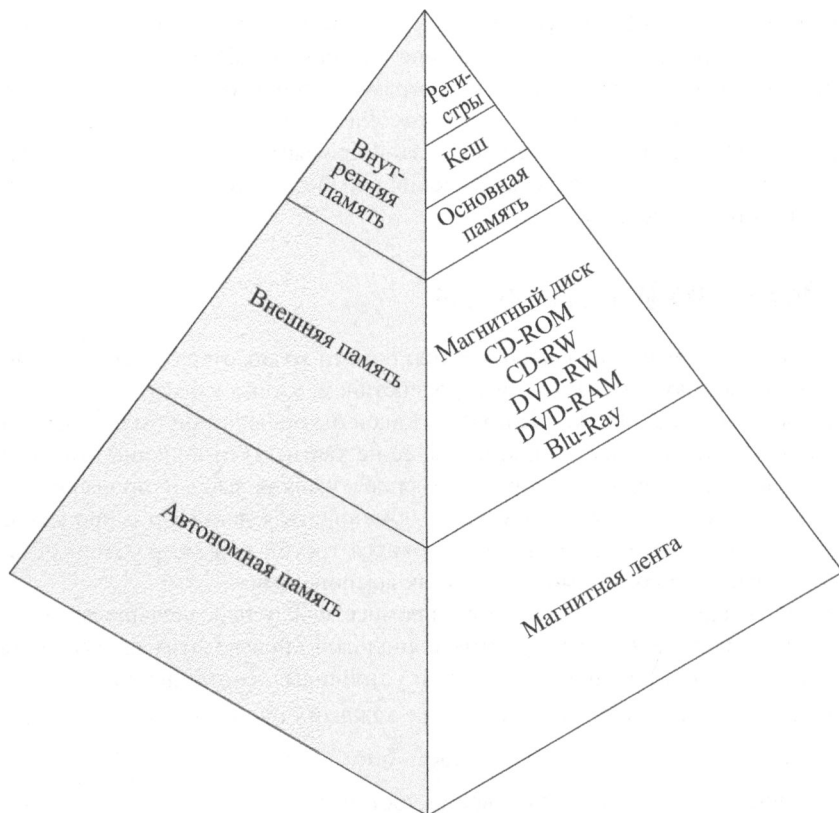 Внут-
ренняя
память
Реги-
стры
Кеш
Основная
память
Внешняя память
Магнитный диск
CD-ROM
CD-RW
DVD-RW
DVD-RAM
Blu-Ray
Автономная память
Магнитная лента